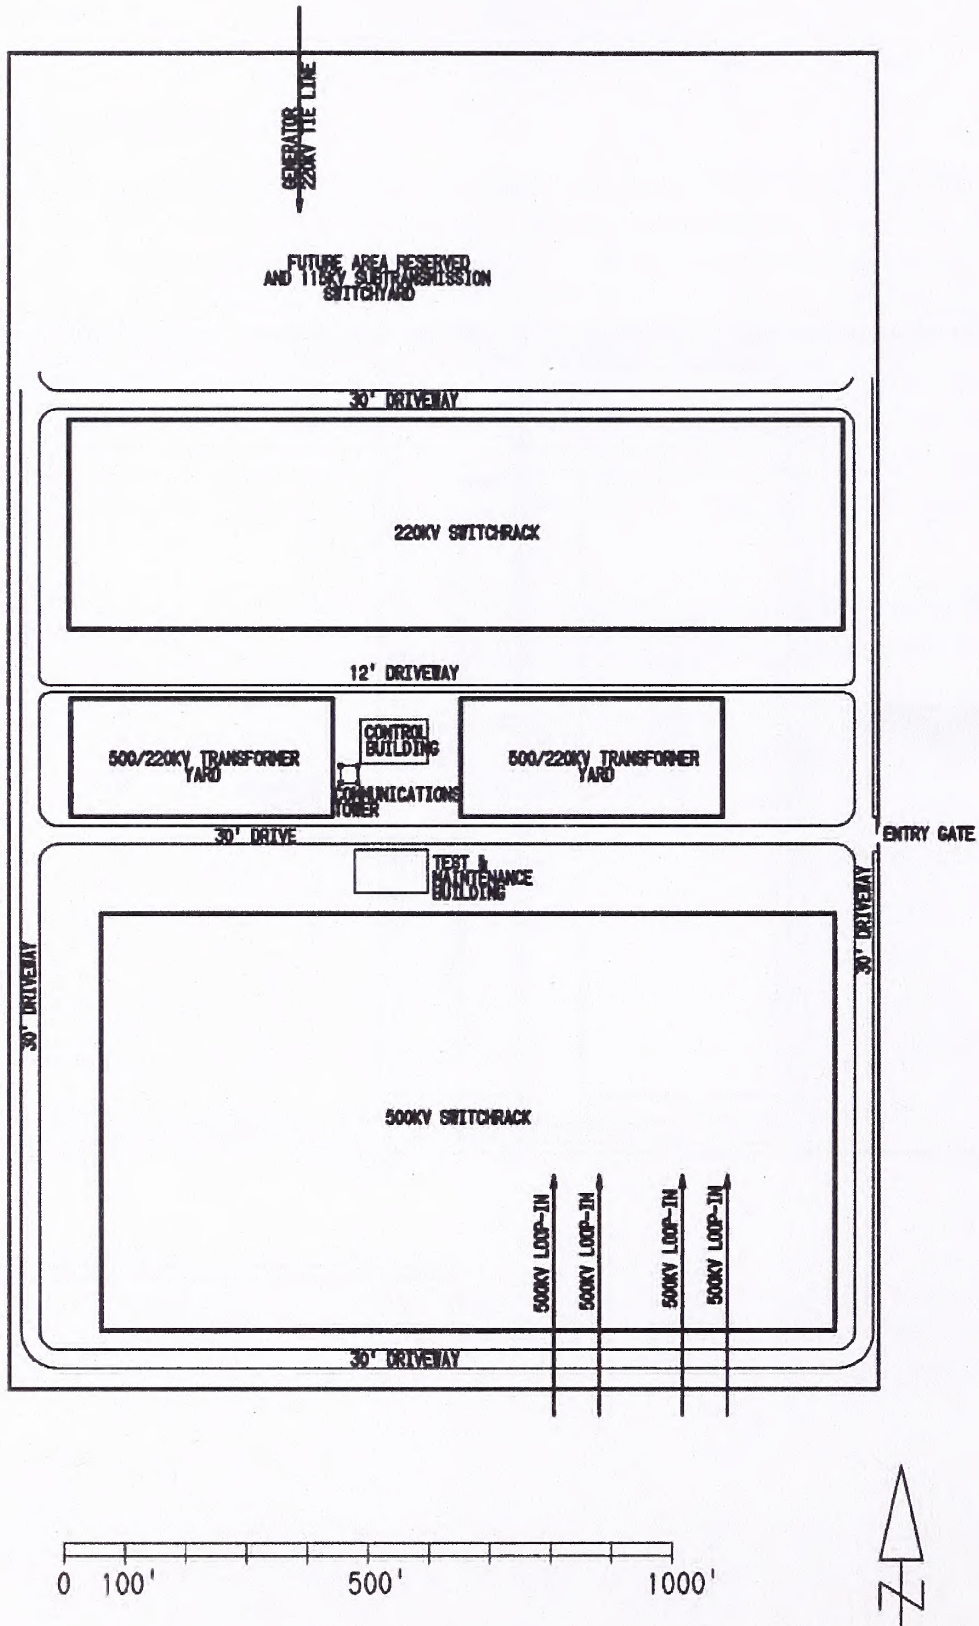 GENERATOR
220KV TIE LINE
FUTURE AREA RESERVED
AND 115KV SUBTRANSMISSION
SWITCHYARD
30' DRIVEWAY
220KV SWITCHRACK
12' DRIVEWAY
500/220KV TRANSFORMER
YARD
CONTROL
BUILDING
COMMUNICATIONS
TOWER
500/220KV TRANSFORMER
YARD
30' DRIVE
ENTRY GATE
TEST &
MAINTENANCE
BUILDING
30' DRIVEWAY
30' DRIVEWAY
500KV SWITCHRACK
500KV LOOP-IN
500KV LOOP-IN
500KV LOOP-IN
500KV LOOP-IN
30' DRIVEWAY
0 100' 500' 1000'
N